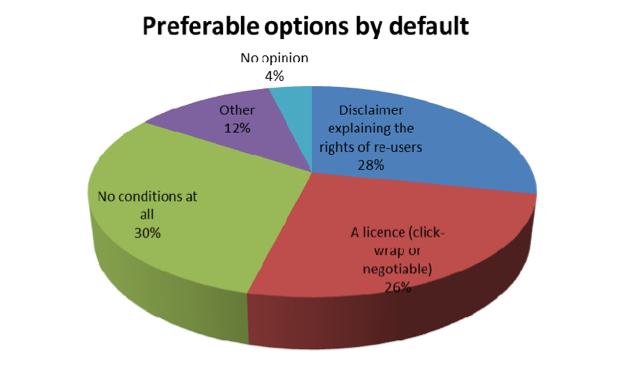 Preferable options by default
No opinion
4%
Disclaimer
explaining the
rights of re-users
28%
Other
12%
No conditions at
all
30%
A licence (click-
wrap or
negotiable)
26%